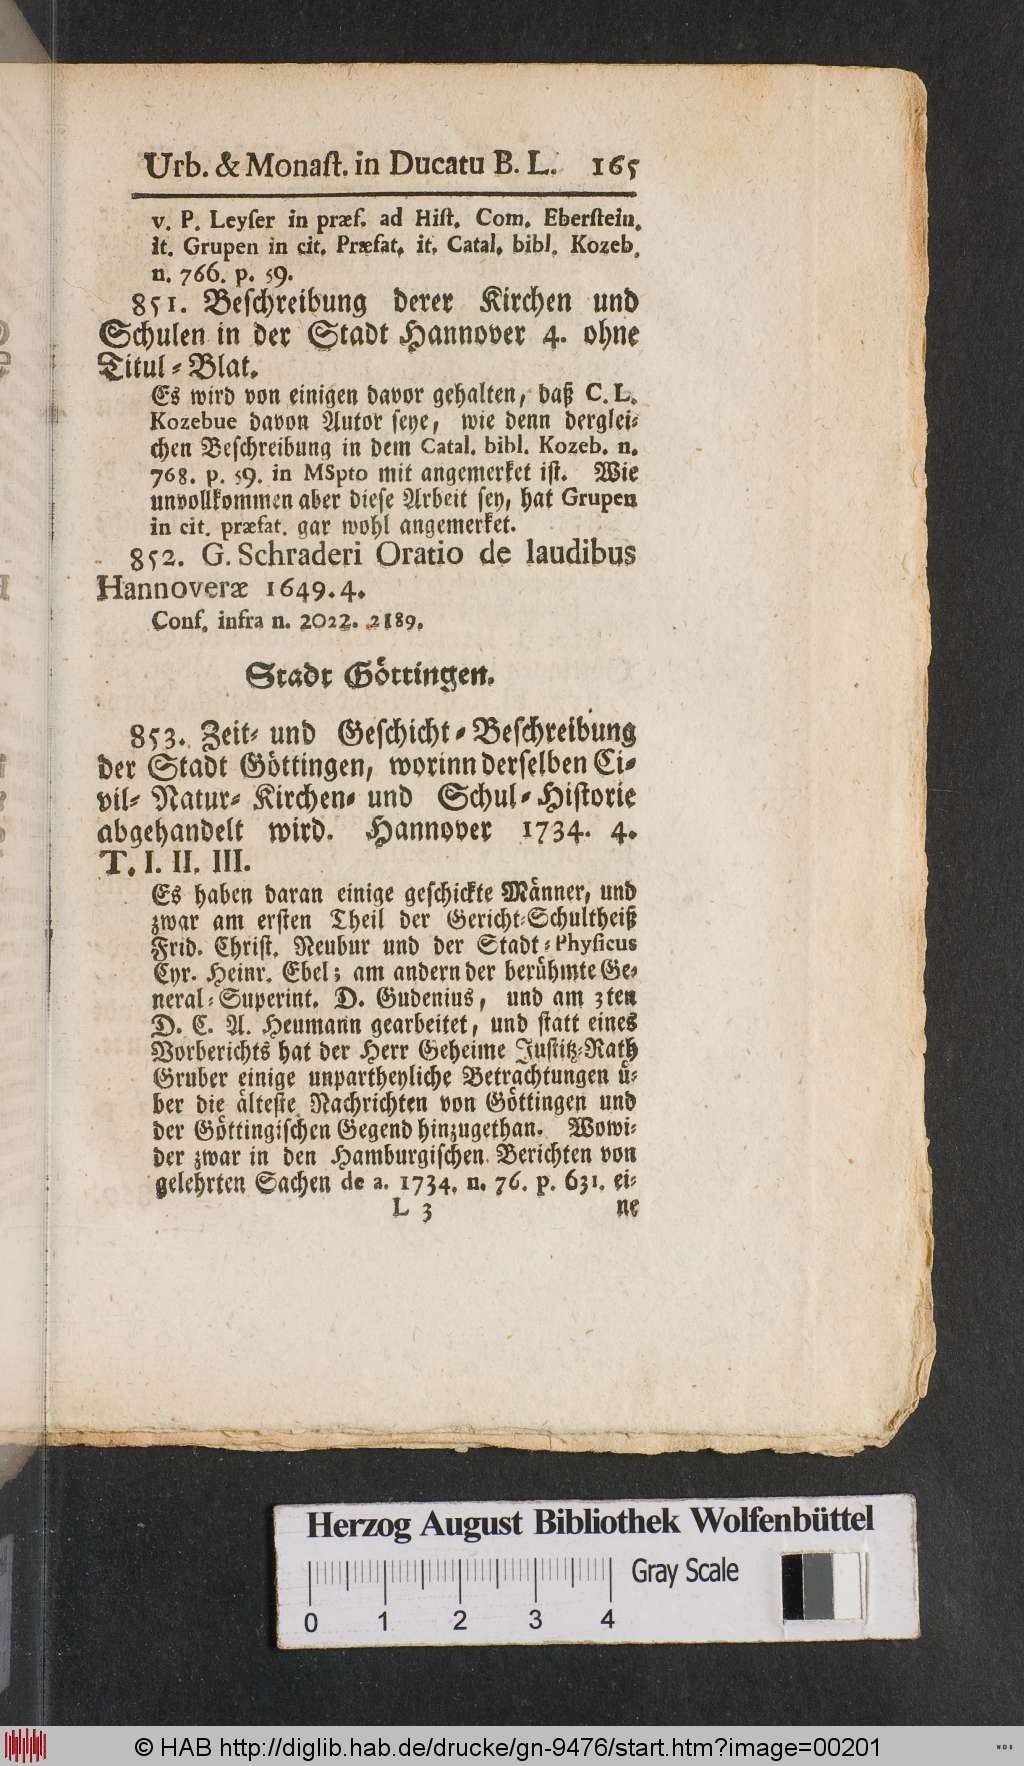 Urb. & Monaſt. in Ducatu B. L. 165
v. P. Leyſer in præf. ad Hiſt. Com. Eberſtein.
it. Grupen in cit. Præfat. it. Catal. bibl. Kozeb.
n. 766. p. 59.
851. Beſchreibung derer Kirchen und
Schulen in der Stadt Hannover 4. ohne
Titul-Blat.
Es wird von einigen davor gehalten, daß C. L.
Kozebue davon Autor ſeye, wie denn derglei-
chen Beſchreibung in dem Catal. bibl. Kozeb. n.
768. p. 59. in MSpto mit angemerket iſt. Wie
unvollkommen aber dieſe Arbeit ſey, hat Grupen
in cit. præfat. gar wohl angemerket.
852. G. Schraderi Oratio de laudibus
Hannoveræ 1649. 4.
Conf. infra n. 2022. 2189.
Stadt Göttingen.
853. Zeit- und Geſchicht-Beſchreibung
der Stadt Göttingen, worinn derſelben Ci-
vil- Natur- Kirchen- und Schul-Hiſtorie
abgehandelt wird. Hannover 1734. 4.
T. I. II. III.
Es haben daran einige geſchickte Männer, und
zwar am erſten Theil der Gericht-Schultheiß
Frid. Chriſt. Neubur und der Stadt-Phyſicus
Cyr. Heinr. Ebel; am andern der berühmte Ge-
neral-Superint. D. Gudenius, und am 3ten
D. C. A. Heumann gearbeitet, und ſtatt eines
Vorberichts hat der Herr Geheime Juſtitz-Rath
Gruber einige unpartheyliche Betrachtungen ü-
ber die älteſte Nachrichten von Göttingen und
der Göttingiſchen Gegend hinzugethan. Wowi-
der zwar in den Hamburgiſchen Berichten von
gelehrten Sachen de a. 1734. n. 76. p. 631. ei-
L 3 ne
Herzog August Bibliothek Wolfenbüttel
Gray Scale
0 1 2 3 4
© HAB http://diglib.hab.de/drucke/gn-9476/start.htm?image=00201
WDB